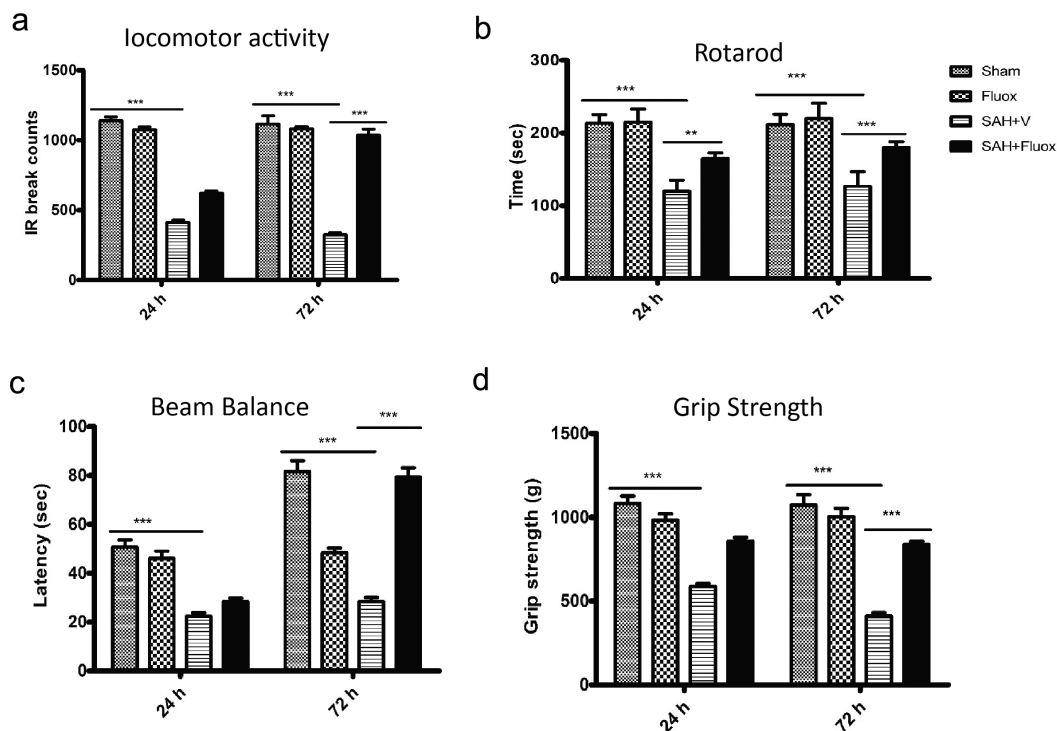 a
locomotor activity
1500
1000
500
0
IR break counts
***
***
***
24 h
72 h
b
Rotarod
300
200
100
0
Time (sec)
***
**
***
***
24 h
72 h
Sham
Fluox
SAH+V
SAH+Fluox
c
Beam Balance
100
80
60
40
20
0
Latency (sec)
***
***
***
24 h
72 h
d
Grip Strength
1500
1000
500
0
Grip strength (g)
***
***
***
24 h
72 h